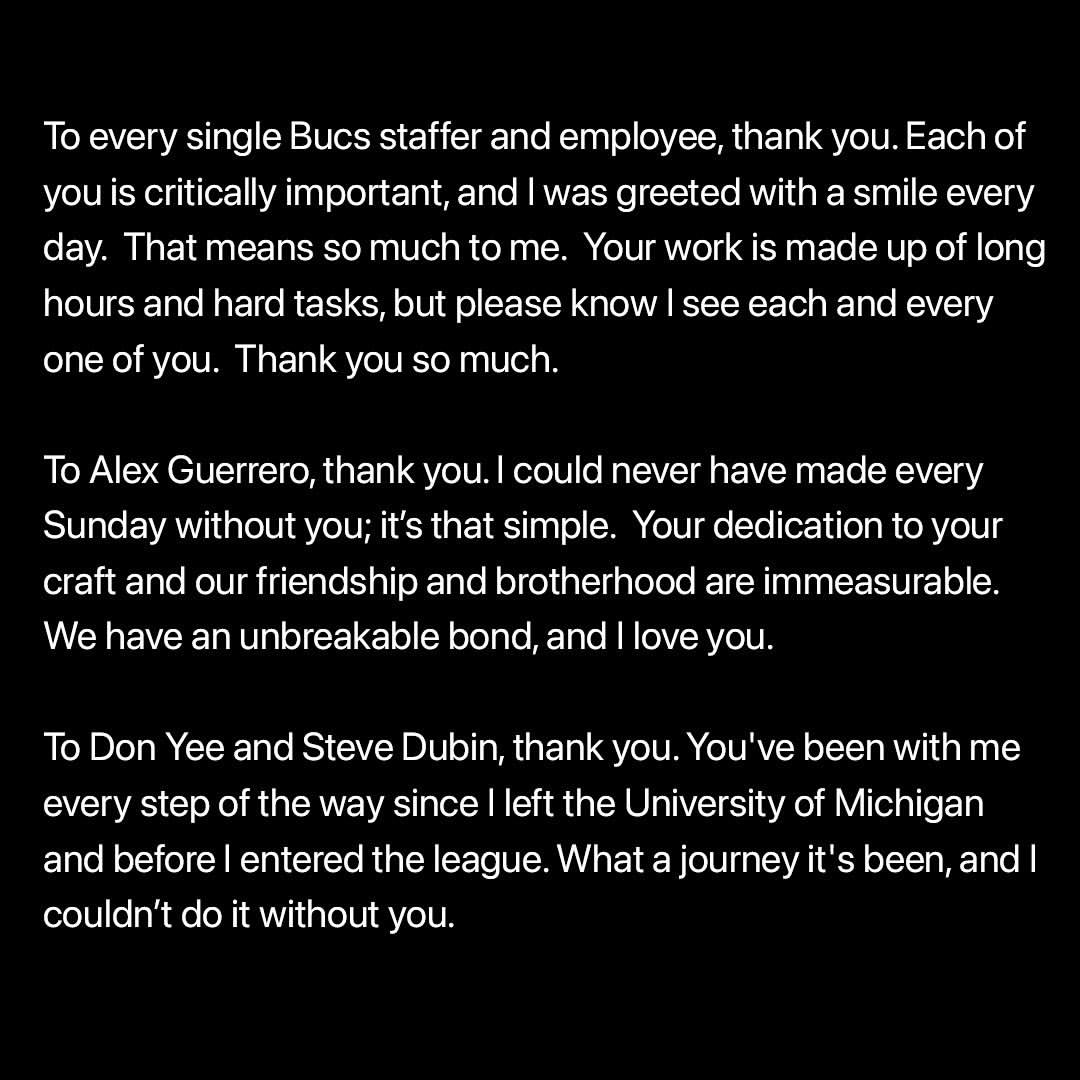 To every single Bucs staffer and employee, thank you. Each of
you is critically important, and I was greeted with a smile every
day.  That means so much to me.  Your work is made up of long
hours and hard tasks, but please know I see each and every
one of you.  Thank you so much.
To Alex Guerrero, thank you. I could never have made every
Sunday without you; it’s that simple.  Your dedication to your
craft and our friendship and brotherhood are immeasurable.
We have an unbreakable bond, and I love you.
To Don Yee and Steve Dubin, thank you. You've been with me
every step of the way since I left the University of Michigan
and before I entered the league. What a journey it's been, and I
couldn’t do it without you.